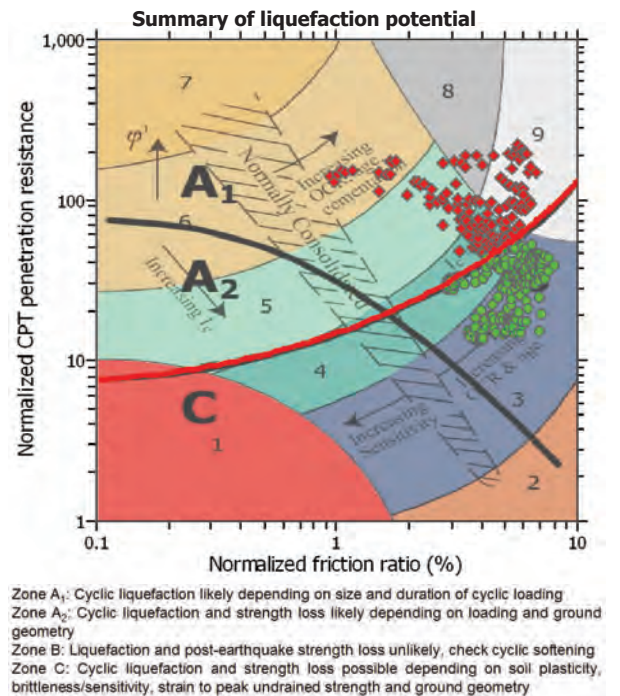 Summary of liquefaction potential
Normalized CPT penetration resistance
1,000
100
10
1
7
8
9
φ'
A1
Normally Consolidated
Increasing
OCR & age
cementation
6
Increasing Ic
A2
5
4
C
1
Increasing
OCR & age
3
Increasing
Sensitivity
2
0.1
1
10
Normalized friction ratio (%)
Zone A1: Cyclic liquefaction likely depending on size and duration of cyclic loading
Zone A2: Cyclic liquefaction and strength loss likely depending on loading and ground
geometry
Zone B: Liquefaction and post-earthquake strength loss unlikely, check cyclic softening
Zone C: Cyclic liquefaction and strength loss possible depending on soil plasticity,
brittleness/sensitivity, strain to peak undrained strength and ground geometry